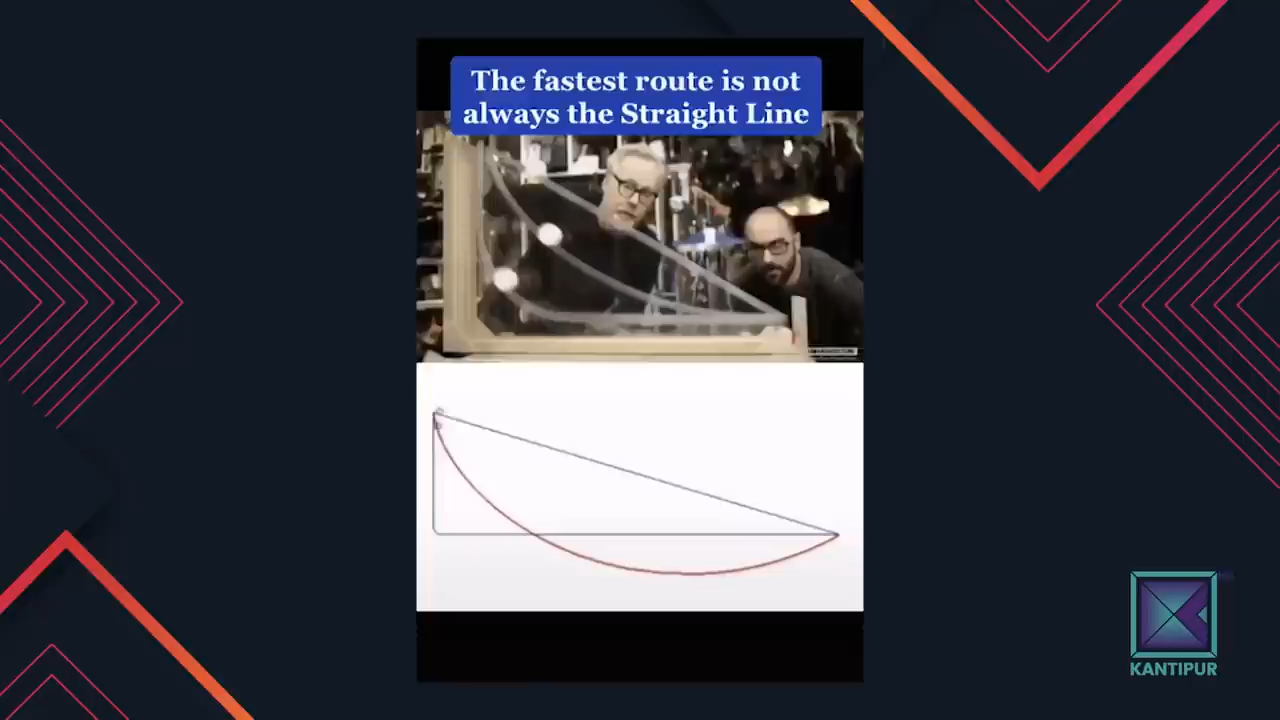 The fastest route is not
always the Straight Line
KANTIPUR